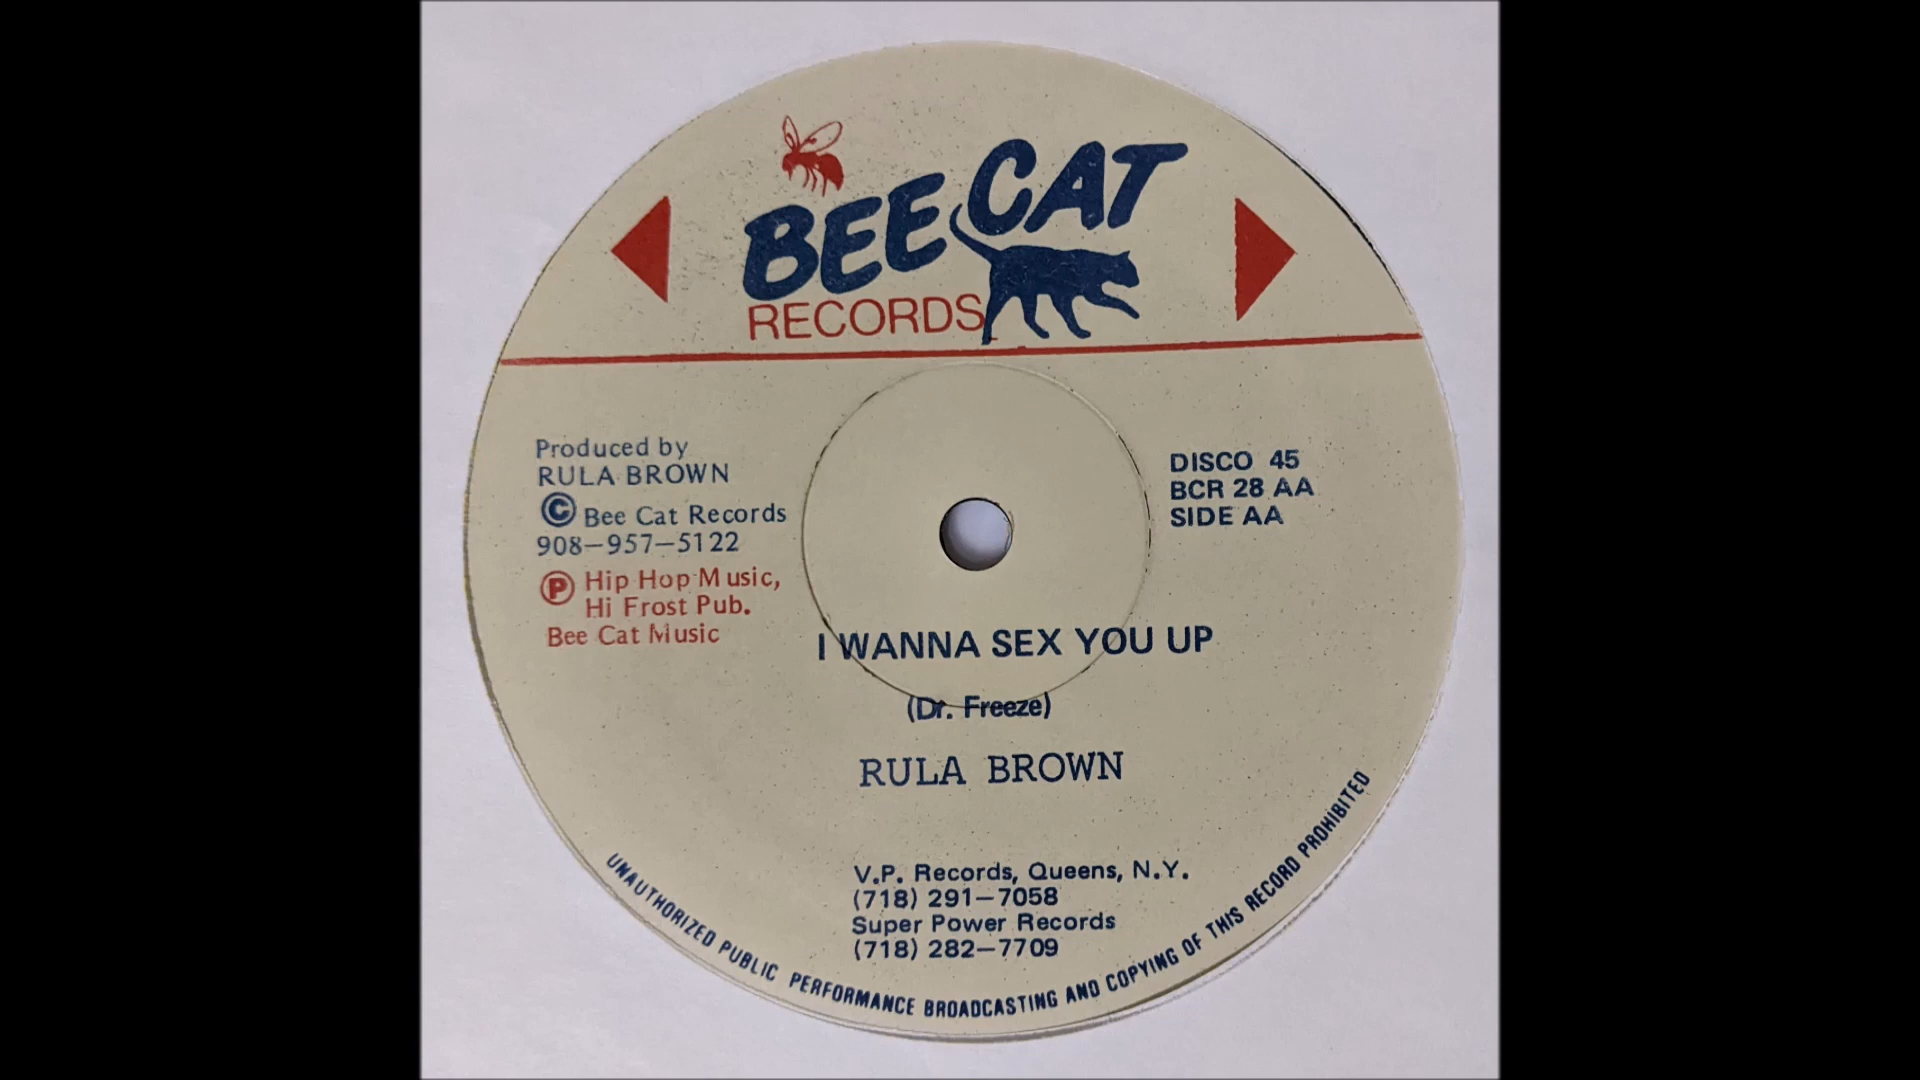 BEE CAT
RECORDS
Produced by
RULA BROWN
© Bee Cat Records
908-957-5122
Ⓟ Hip Hop Music,
Hi Frost Pub.
Bee Cat Music
DISCO 45
BCR 28 AA
SIDE AA
I WANNA SEX YOU UP
(Dr. Freeze)
RULA BROWN
V.P. Records, Queens, N.Y.
(718) 291-7058
Super Power Records
(718) 282-7709
UNAUTHORIZED PUBLIC PERFORMANCE BROADCASTING AND COPYING OF THIS RECORD PROHIBITED